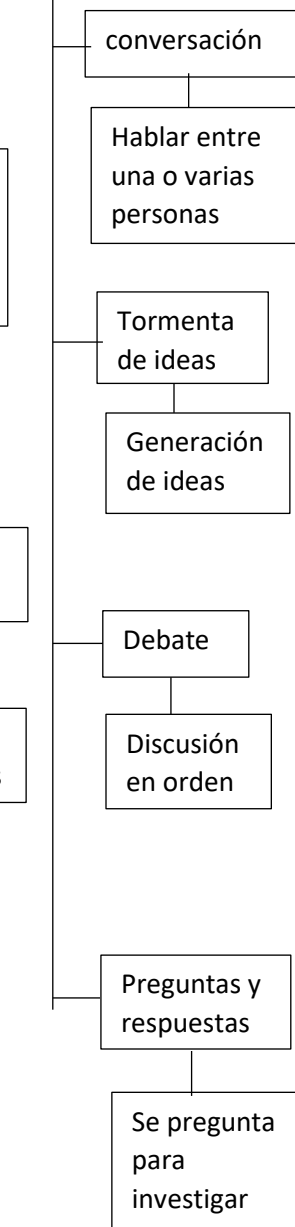 conversación
Hablar entre
una o varias
personas
Tormenta
de ideas
Generación
de ideas
Debate
Discusión
en orden
Preguntas y
respuestas
Se pregunta
para
investigar